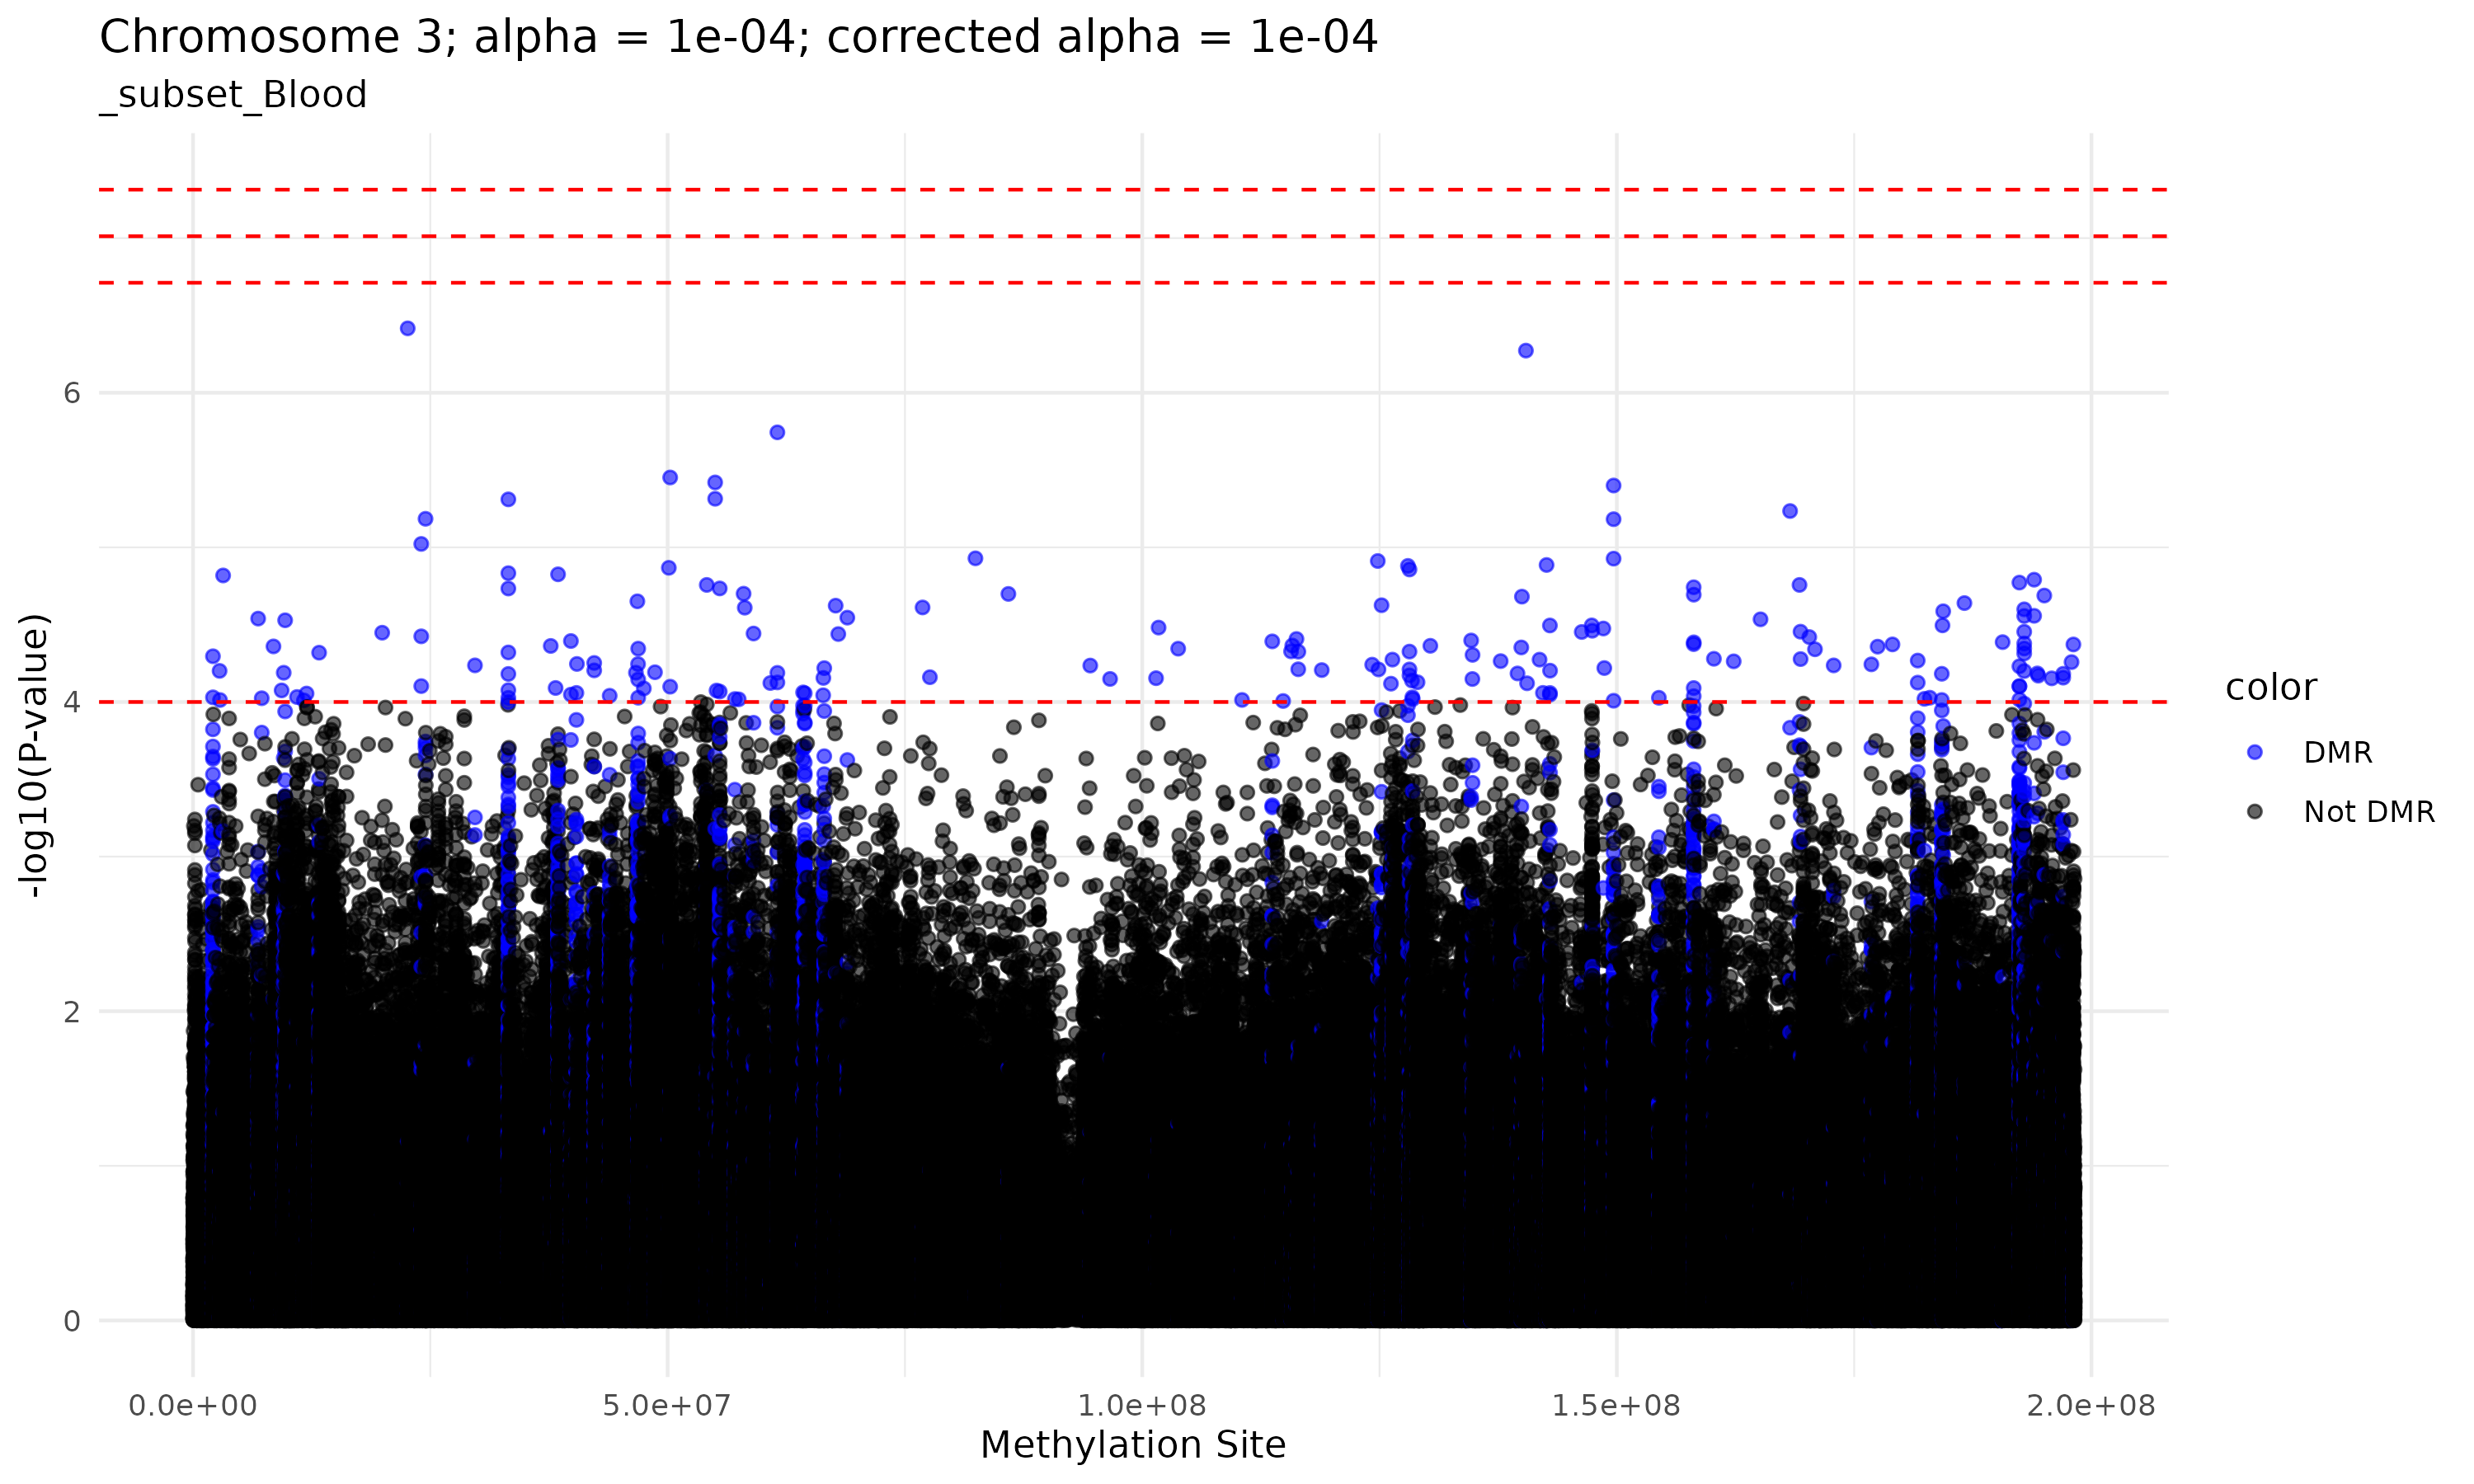 Chromosome 3; alpha = 1e-04; corrected alpha = 1e-04
_subset_Blood
-log10(P-value)
6
4
2
0
0.0e+00
5.0e+07
1.0e+08
1.5e+08
2.0e+08
Methylation Site
color
DMR
Not DMR